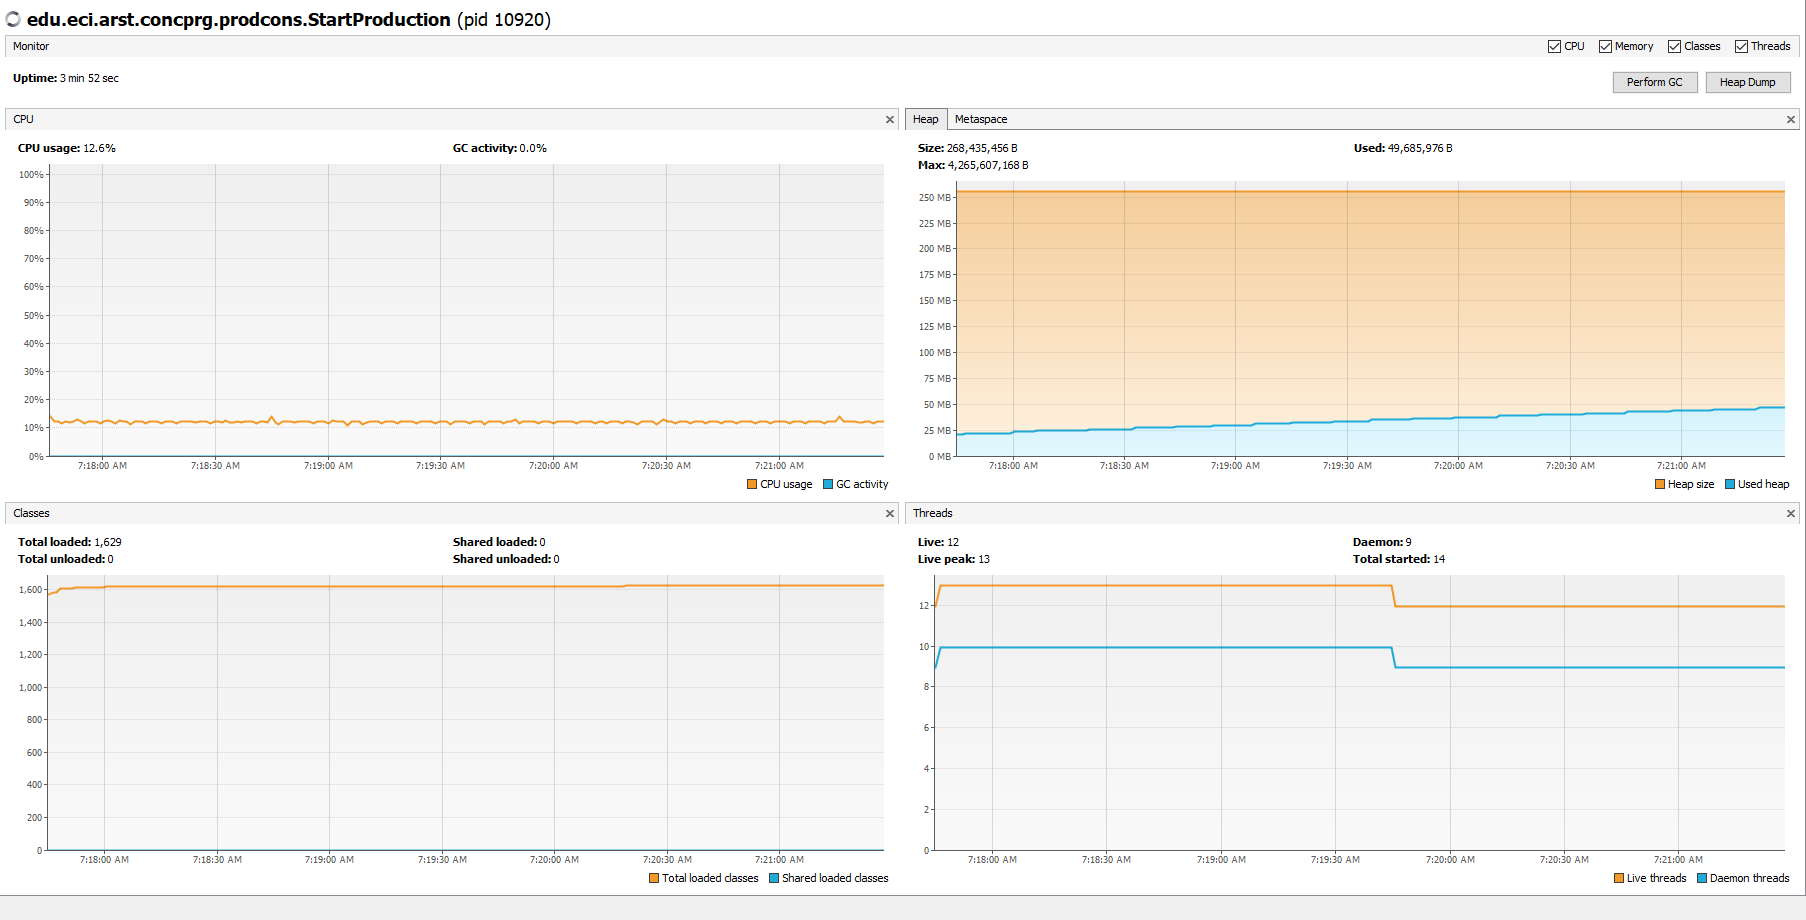 edu.eci.arst.concprg.prodcons.StartProduction (pid 10920)
Monitor
CPU Memory Classes Threads
Uptime: 3 min 52 sec
Perform GC Heap Dump
CPU
CPU usage: 12.6% GC activity: 0.0%
100%
90%
80%
70%
60%
50%
40%
30%
20%
10%
0%
7:18:00 AM 7:18:30 AM 7:19:00 AM 7:19:30 AM 7:20:00 AM 7:20:30 AM 7:21:00 AM
CPU usage GC activity
Heap Metaspace
Size: 268,435,456 B Used: 49,685,976 B
Max: 4,265,607,168 B
250 MB
225 MB
200 MB
175 MB
150 MB
125 MB
100 MB
75 MB
50 MB
25 MB
0 MB
7:18:00 AM 7:18:30 AM 7:19:00 AM 7:19:30 AM 7:20:00 AM 7:20:30 AM 7:21:00 AM
Heap size Used heap
Classes
Total loaded: 1,629 Shared loaded: 0
Total unloaded: 0 Shared unloaded: 0
1,600
1,400
1,200
1,000
800
600
400
200
0
7:18:00 AM 7:18:30 AM 7:19:00 AM 7:19:30 AM 7:20:00 AM 7:20:30 AM 7:21:00 AM
Total loaded classes Shared loaded classes
Threads
Live: 12 Daemon: 9
Live peak: 13 Total started: 14
12
10
8
6
4
2
0
7:18:00 AM 7:18:30 AM 7:19:00 AM 7:19:30 AM 7:20:00 AM 7:20:30 AM 7:21:00 AM
Live threads Daemon threads